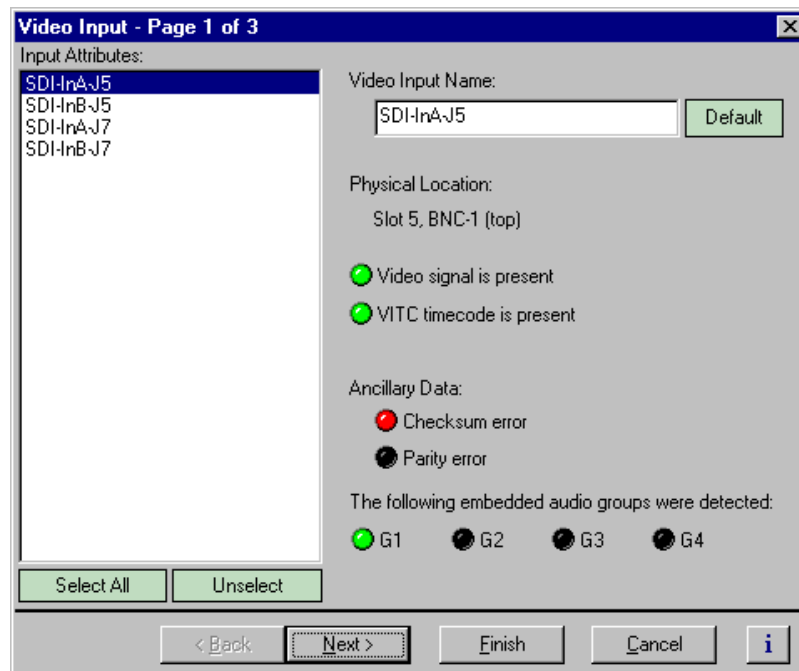 Video Input - Page 1 of 3
Input Attributes:
SDI-InA-J5
SDI-InB-J5
SDI-InA-J7
SDI-InB-J7
Select All
Unselect
Video Input Name:
SDI-InA-J5
Default
Physical Location:
Slot 5, BNC-1 (top)
Video signal is present
VITC timecode is present
Ancillary Data:
Checksum error
Parity error
The following embedded audio groups were detected:
G1 G2 G3 G4
< Back Next > Finish Cancel i